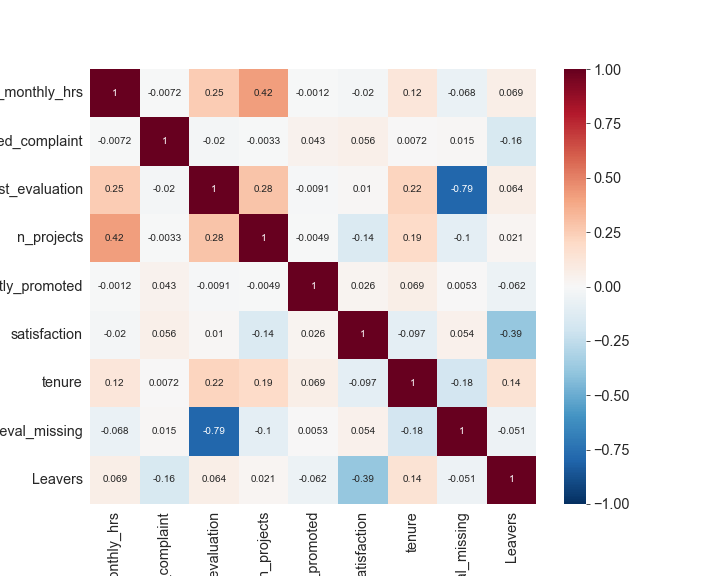 _monthly_hrs 1 -0.0072 0.25 0.42 -0.0012 -0.02 0.12 -0.068 0.069
ed_complaint -0.0072 1 -0.02 -0.0033 0.043 0.056 0.0072 0.015 -0.16
st_evaluation 0.25 -0.02 1 0.28 -0.0091 0.01 0.22 -0.79 0.064
n_projects 0.42 -0.0033 0.28 1 -0.0049 -0.14 0.19 -0.1 0.021
tly_promoted -0.0012 0.043 -0.0091 -0.0049 1 0.026 0.069 0.0053 -0.062
satisfaction -0.02 0.056 0.01 -0.14 0.026 1 -0.097 0.054 -0.39
tenure 0.12 0.0072 0.22 0.19 0.069 -0.097 1 -0.18 0.14
eval_missing -0.068 0.015 -0.79 -0.1 0.0053 0.054 -0.18 1 -0.051
Leavers 0.069 -0.16 0.064 0.021 -0.062 -0.39 0.14 -0.051 1
onthly_hrs
_complaint
evaluation
n_projects
_promoted
atisfaction
tenure
al_missing
Leavers
1.00
0.75
0.50
0.25
0.00
−0.25
−0.50
−0.75
−1.00